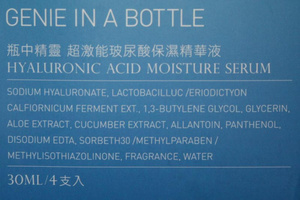 GENIE IN A BOTTLE
瓶中精靈 超激能玻尿酸保濕精華液
HYALURONIC ACID MOISTURE SERUM
SODIUM HYALURONATE, LACTOBACILLUC /ERIODICTYON
CALFIORNICUM FERMENT EXT., 1,3-BUTYLENE GLYCOL, GLYCERIN,
ALOE EXTRACT, CUCUMBER EXTRACT, ALLANTOIN, PANTHENOL,
DISODIUM EDTA, SORBETH30 /METHYLPARABEN /
METHYLISOTHIAZOLINONE, FRAGRANCE, WATER
30ML/4支入